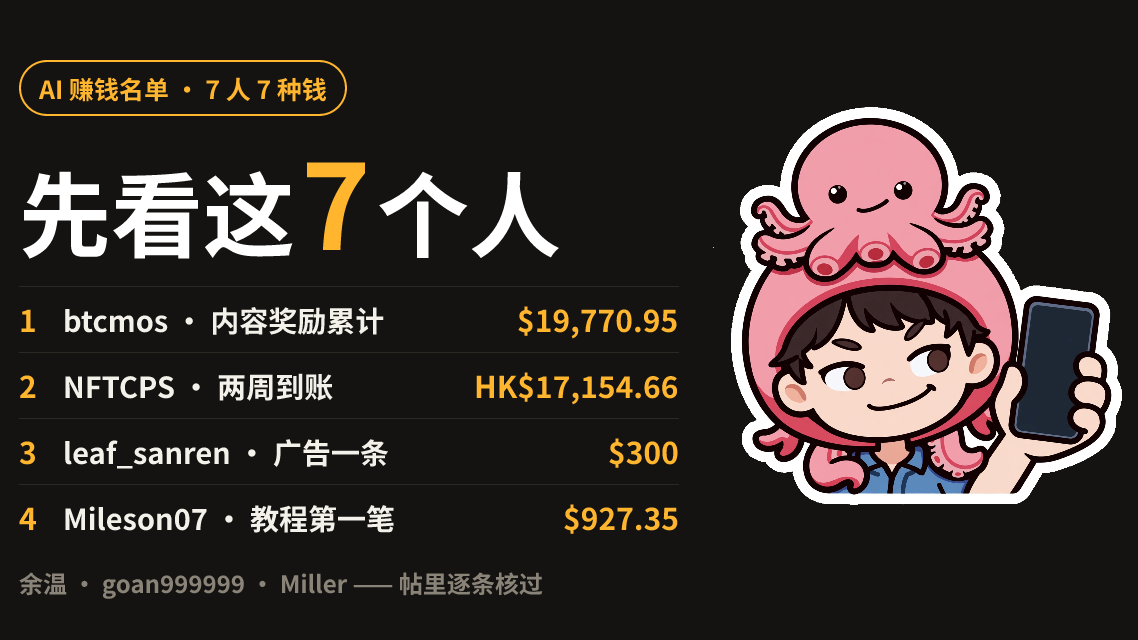 AI 赚钱名单 · 7 人 7 种钱
先看这7个人
1 btcmos · 内容奖励累计 $19,770.95
2 NFTCPS · 两周到账 HK$17,154.66
3 leaf_sanren · 广告一条 $300
4 Mileson07 · 教程第一笔 $927.35
余温 · goan999999 · Miller —— 帖里逐条核过